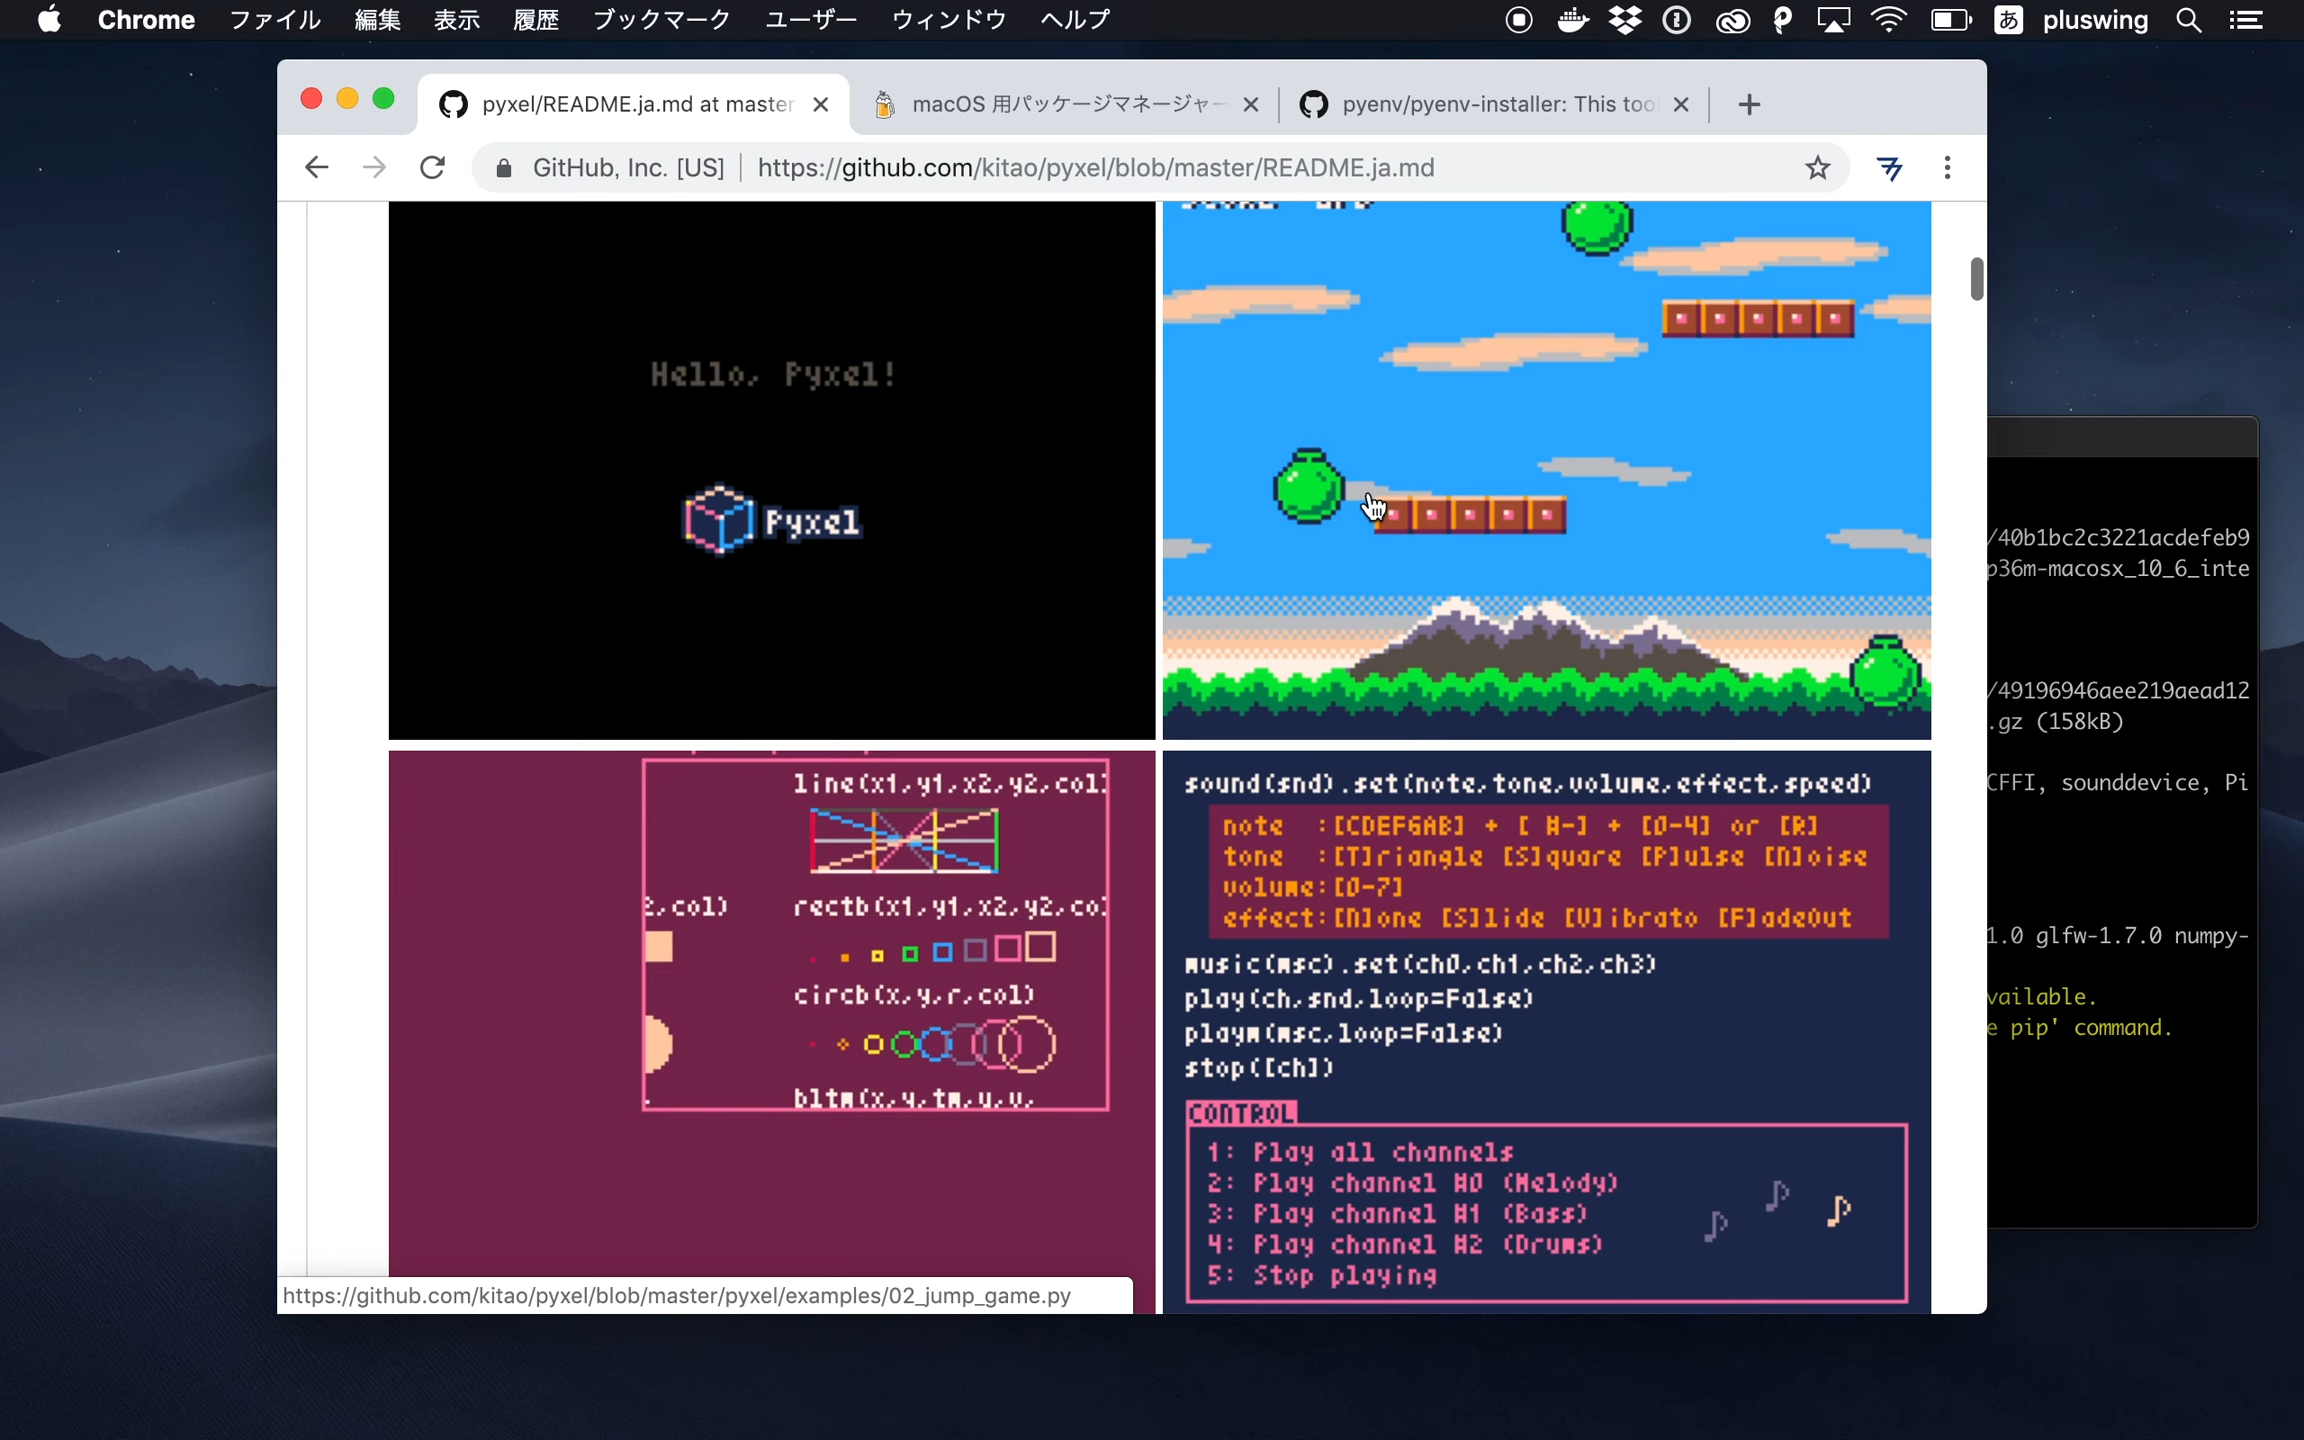 Chrome ファイル 編集 表示 履歴 ブックマーク ユーザー ウィンドウ ヘルプ あ pluswing
pyxel/README.ja.md at master
macOS 用パッケージマネージャー
pyenv/pyenv-installer: This too
GitHub, Inc. [US] https://github.com/kitao/pyxel/blob/master/README.ja.md
Hello, Pyxel!
Pyxel
line(x1,y1,x2,y2,col)
2,col)
rectb(x1,y1,x2,y2,co
circb(x,y,r,col)
bltm(x,y,tm,u,v,
sound(snd).set(note,tone,volume,effect,speed)
note :[CDEFGAB] + [ #-] + [0-4] or [R]
tone :[T]riangle [S]quare [P]ulse [N]oise
volume:[0-7]
effect:[N]one [S]lide [V]ibrato [F]adeOut
music(msc).set(ch0,ch1,ch2,ch3)
play(ch,snd,loop=False)
playm(msc,loop=False)
stop([ch])
CONTROL
1: Play all channels
2: Play channel #0 (Melody)
3: Play channel #1 (Bass)
4: Play channel #2 (Drums)
5: Stop playing
https://github.com/kitao/pyxel/blob/master/pyxel/examples/02_jump_game.py
/40b1bc2c3221acdefeb9
p36m-macosx_10_6_inte
/49196946aee219aead12
.gz (158kB)
CFFI, sounddevice, Pi
1.0 glfw-1.7.0 numpy-
vailable.
e pip' command.